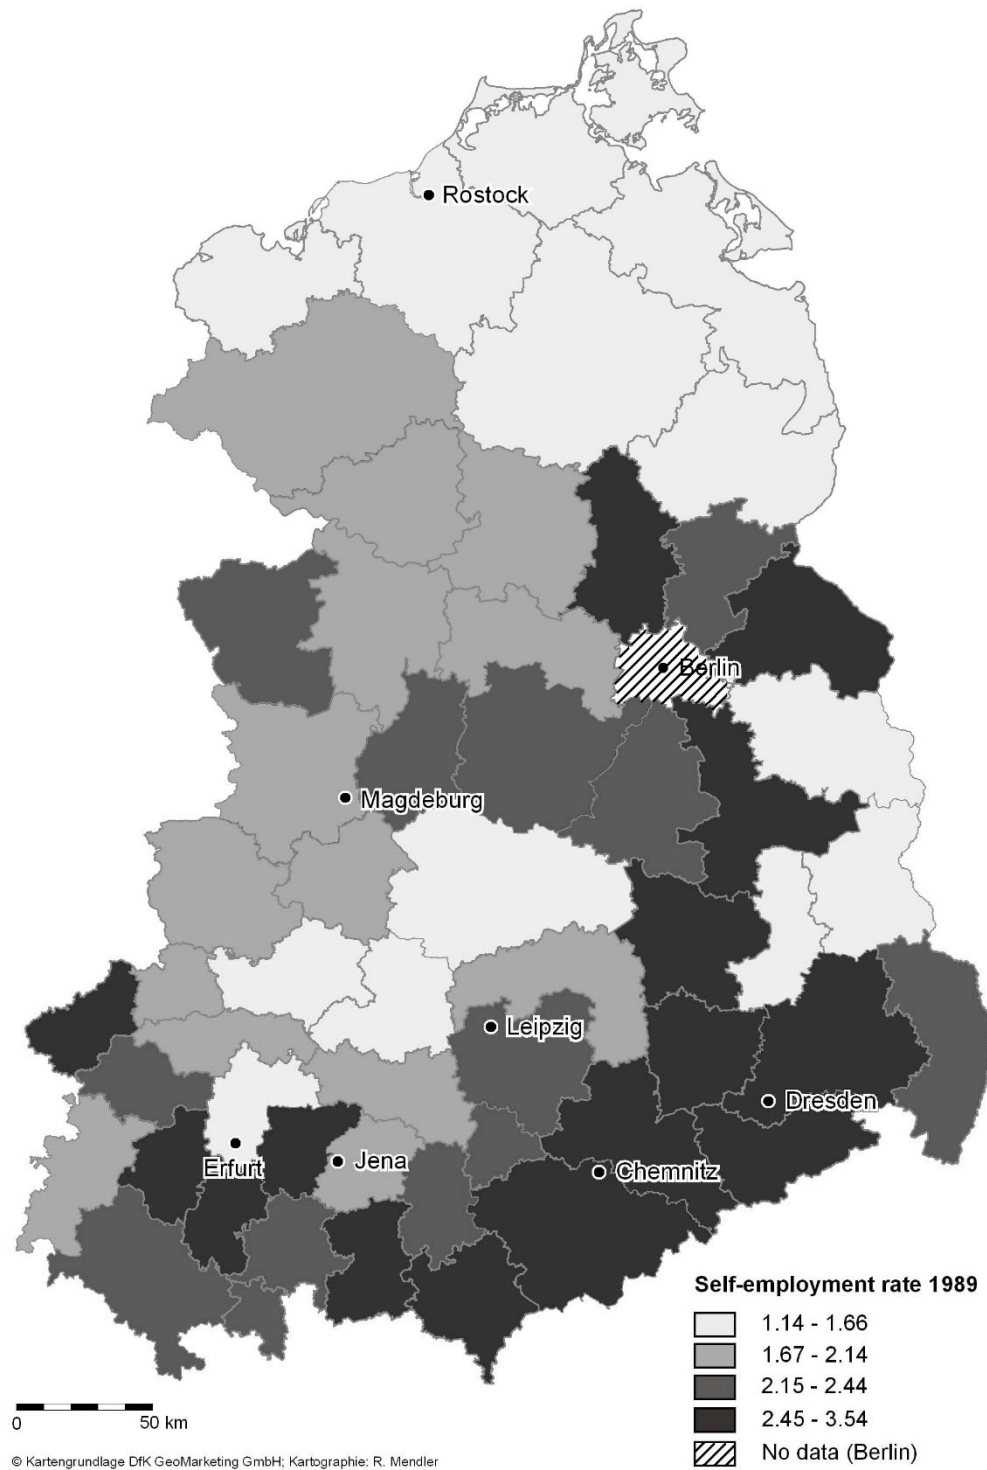 Rostock
Berlin
Magdeburg
Leipzig
Dresden
Erfurt
Jena
Chemnitz
Self-employment rate 1989
1.14 - 1.66
1.67 - 2.14
2.15 - 2.44
2.45 - 3.54
No data (Berlin)
0 50 km
© Kartengrundlage DfK GeoMarketing GmbH; Kartographie: R. Mendler